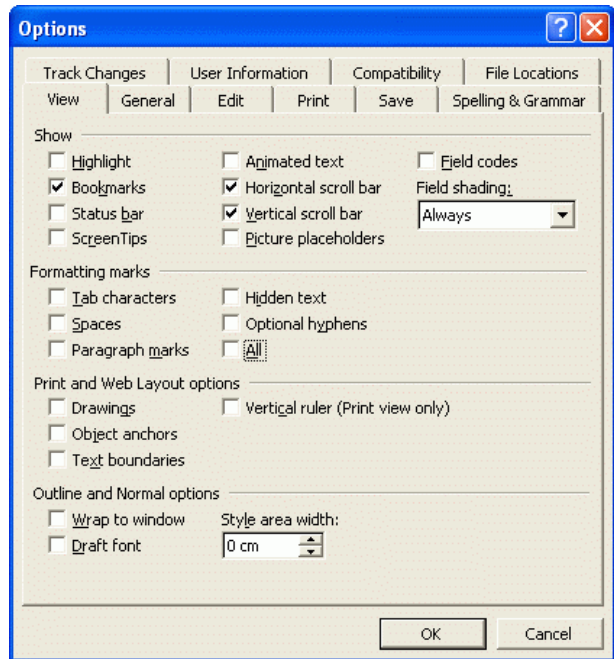 Options
Track Changes User Information Compatibility File Locations
View General Edit Print Save Spelling & Grammar
Show
Highlight Animated text Field codes
Bookmarks Horizontal scroll bar Field shading:
Status bar Vertical scroll bar Always
ScreenTips Picture placeholders
Formatting marks
Tab characters Hidden text
Spaces Optional hyphens
Paragraph marks All
Print and Web Layout options
Drawings Vertical ruler (Print view only)
Object anchors
Text boundaries
Outline and Normal options
Wrap to window Style area width:
Draft font 0 cm
OK Cancel